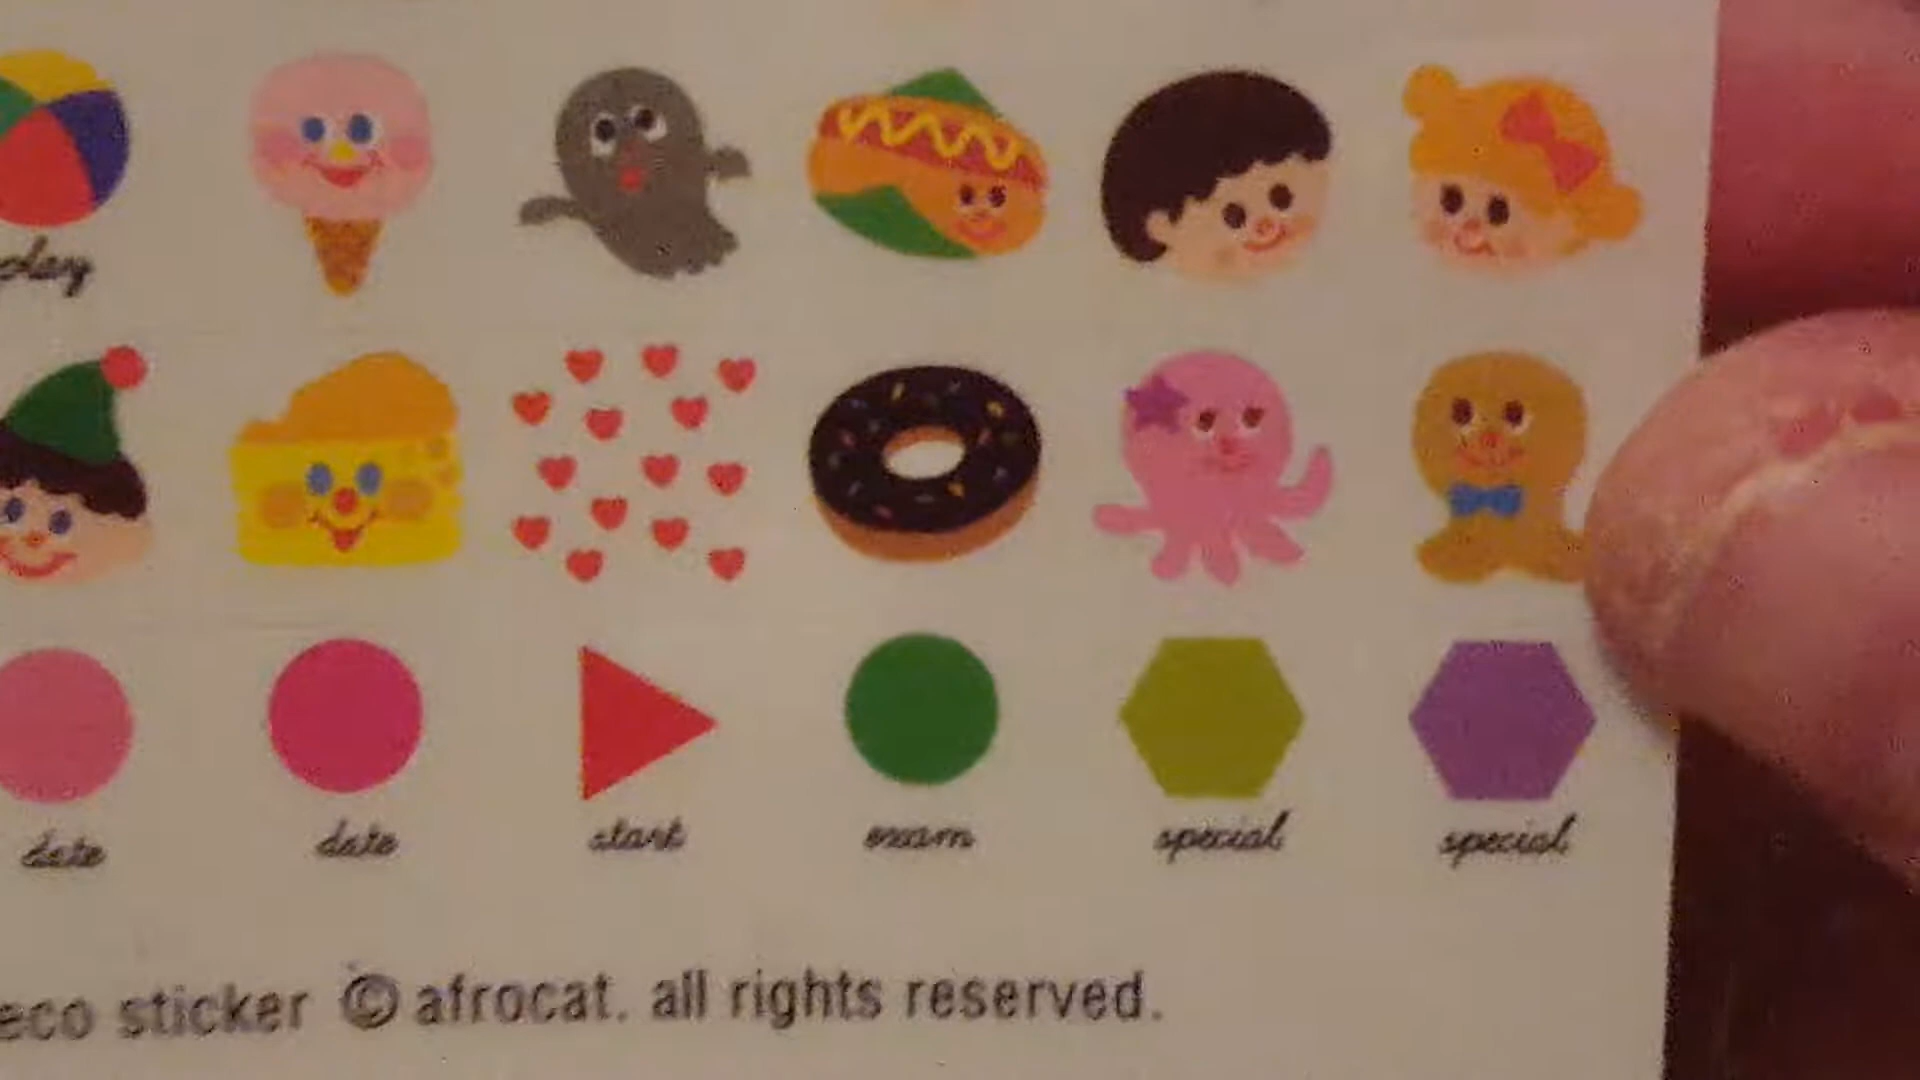 play
date date start exam special special
eco sticker © afrocat. all rights reserved.